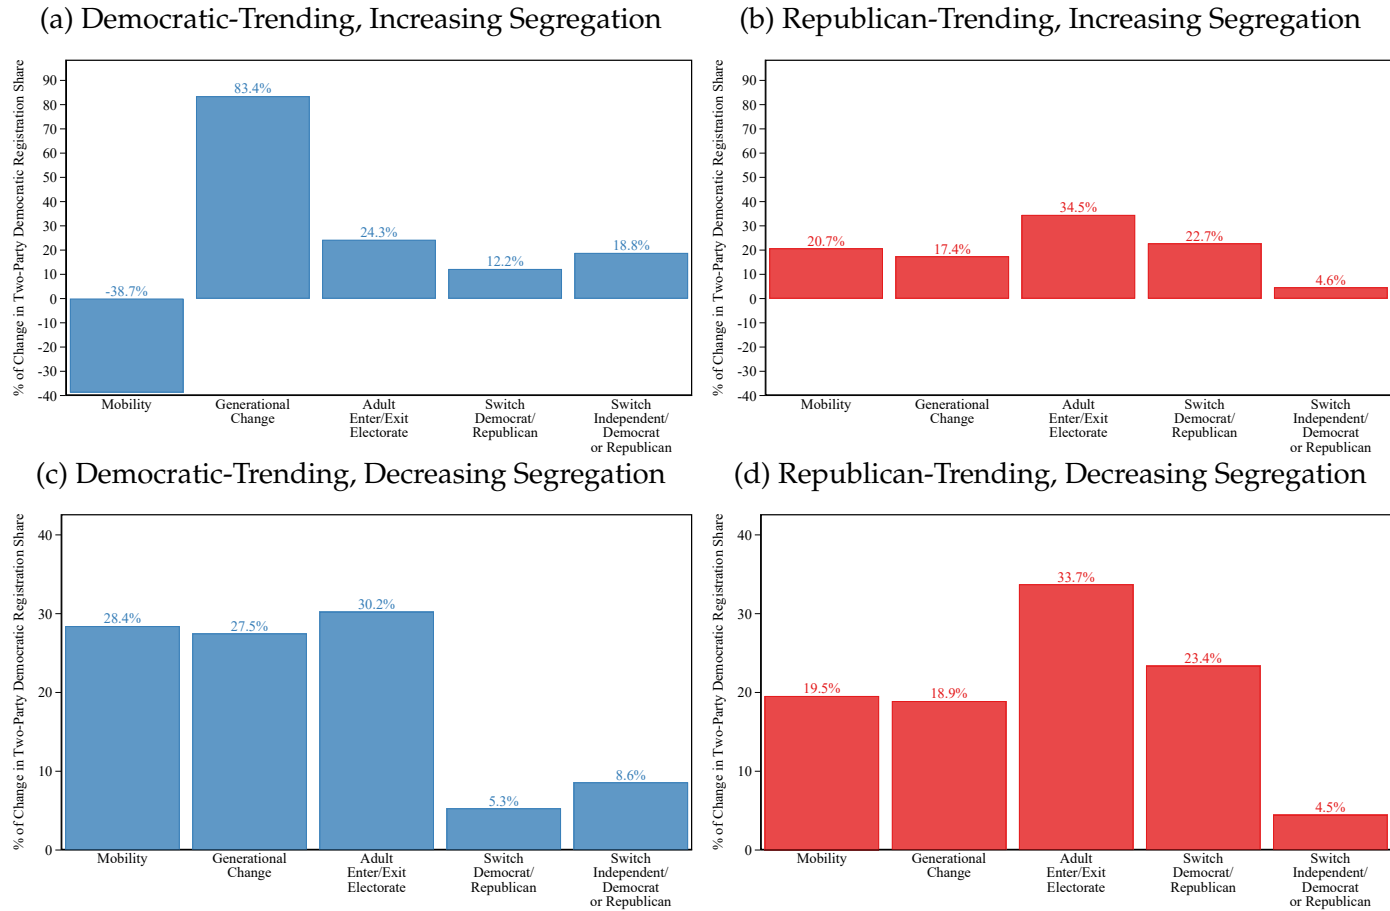 (a) Democratic-Trending, Increasing Segregation
% of Change in Two-Party Democratic Registration Share
90
80
70
60
50
40
30
20
10
0
-10
-20
-30
-40
-38.7%
83.4%
24.3%
12.2%
18.8%
Mobility
Generational
Change
Adult
Enter/Exit
Electorate
Switch
Democrat/
Republican
Switch
Independent/
Democrat
or Republican
(b) Republican-Trending, Increasing Segregation
% of Change in Two-Party Democratic Registration Share
90
80
70
60
50
40
30
20
10
0
-10
-20
-30
-40
20.7%
17.4%
34.5%
22.7%
4.6%
Mobility
Generational
Change
Adult
Enter/Exit
Electorate
Switch
Democrat/
Republican
Switch
Independent/
Democrat
or Republican
(c) Democratic-Trending, Decreasing Segregation
% of Change in Two-Party Democratic Registration Share
40
30
20
10
0
28.4%
27.5%
30.2%
5.3%
8.6%
Mobility
Generational
Change
Adult
Enter/Exit
Electorate
Switch
Democrat/
Republican
Switch
Independent/
Democrat
or Republican
(d) Republican-Trending, Decreasing Segregation
% of Change in Two-Party Democratic Registration Share
40
30
20
10
0
19.5%
18.9%
33.7%
23.4%
4.5%
Mobility
Generational
Change
Adult
Enter/Exit
Electorate
Switch
Democrat/
Republican
Switch
Independent/
Democrat
or Republican